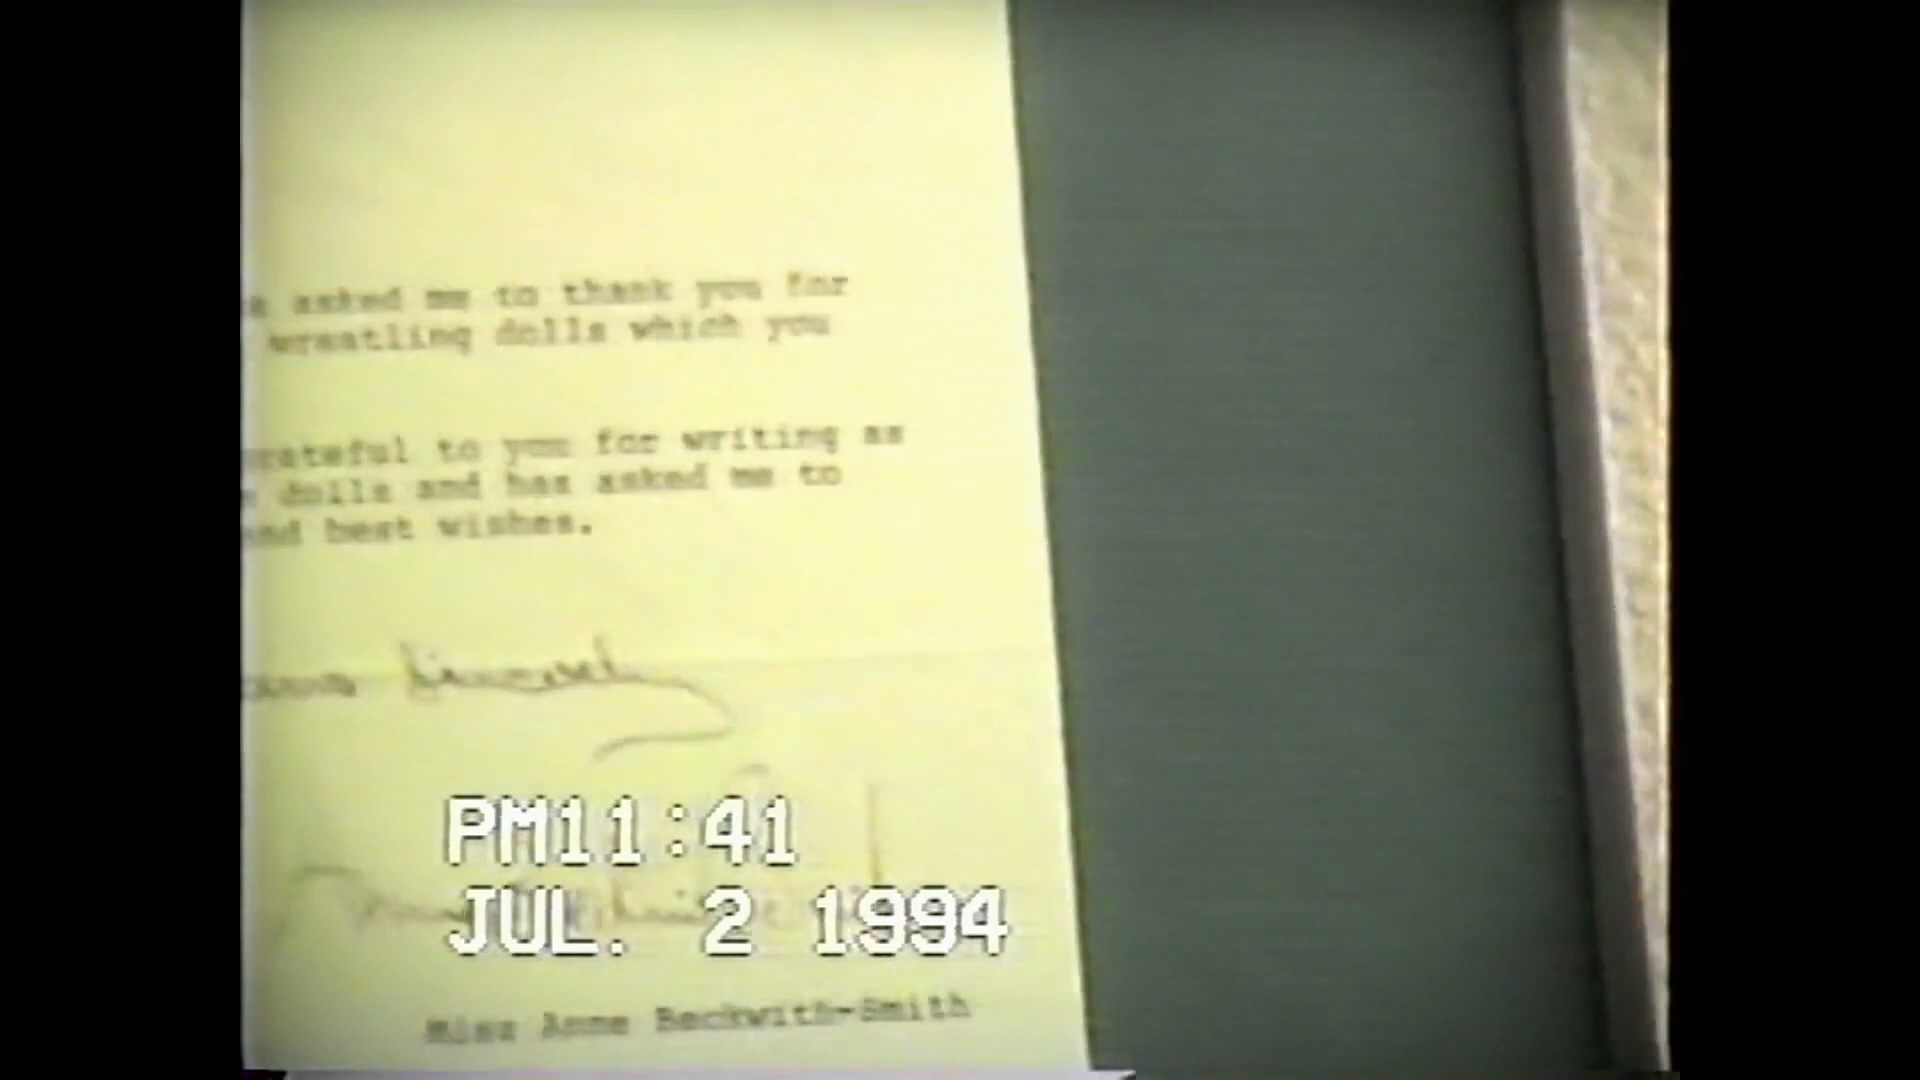 asked me to thank you for
wrestling dolls which you
grateful to you for writing as
dolls and has asked me to
and best wishes.
Sincerely
PM11:41
JUL. 2 1994
Miss Anne Beckwith-Smith